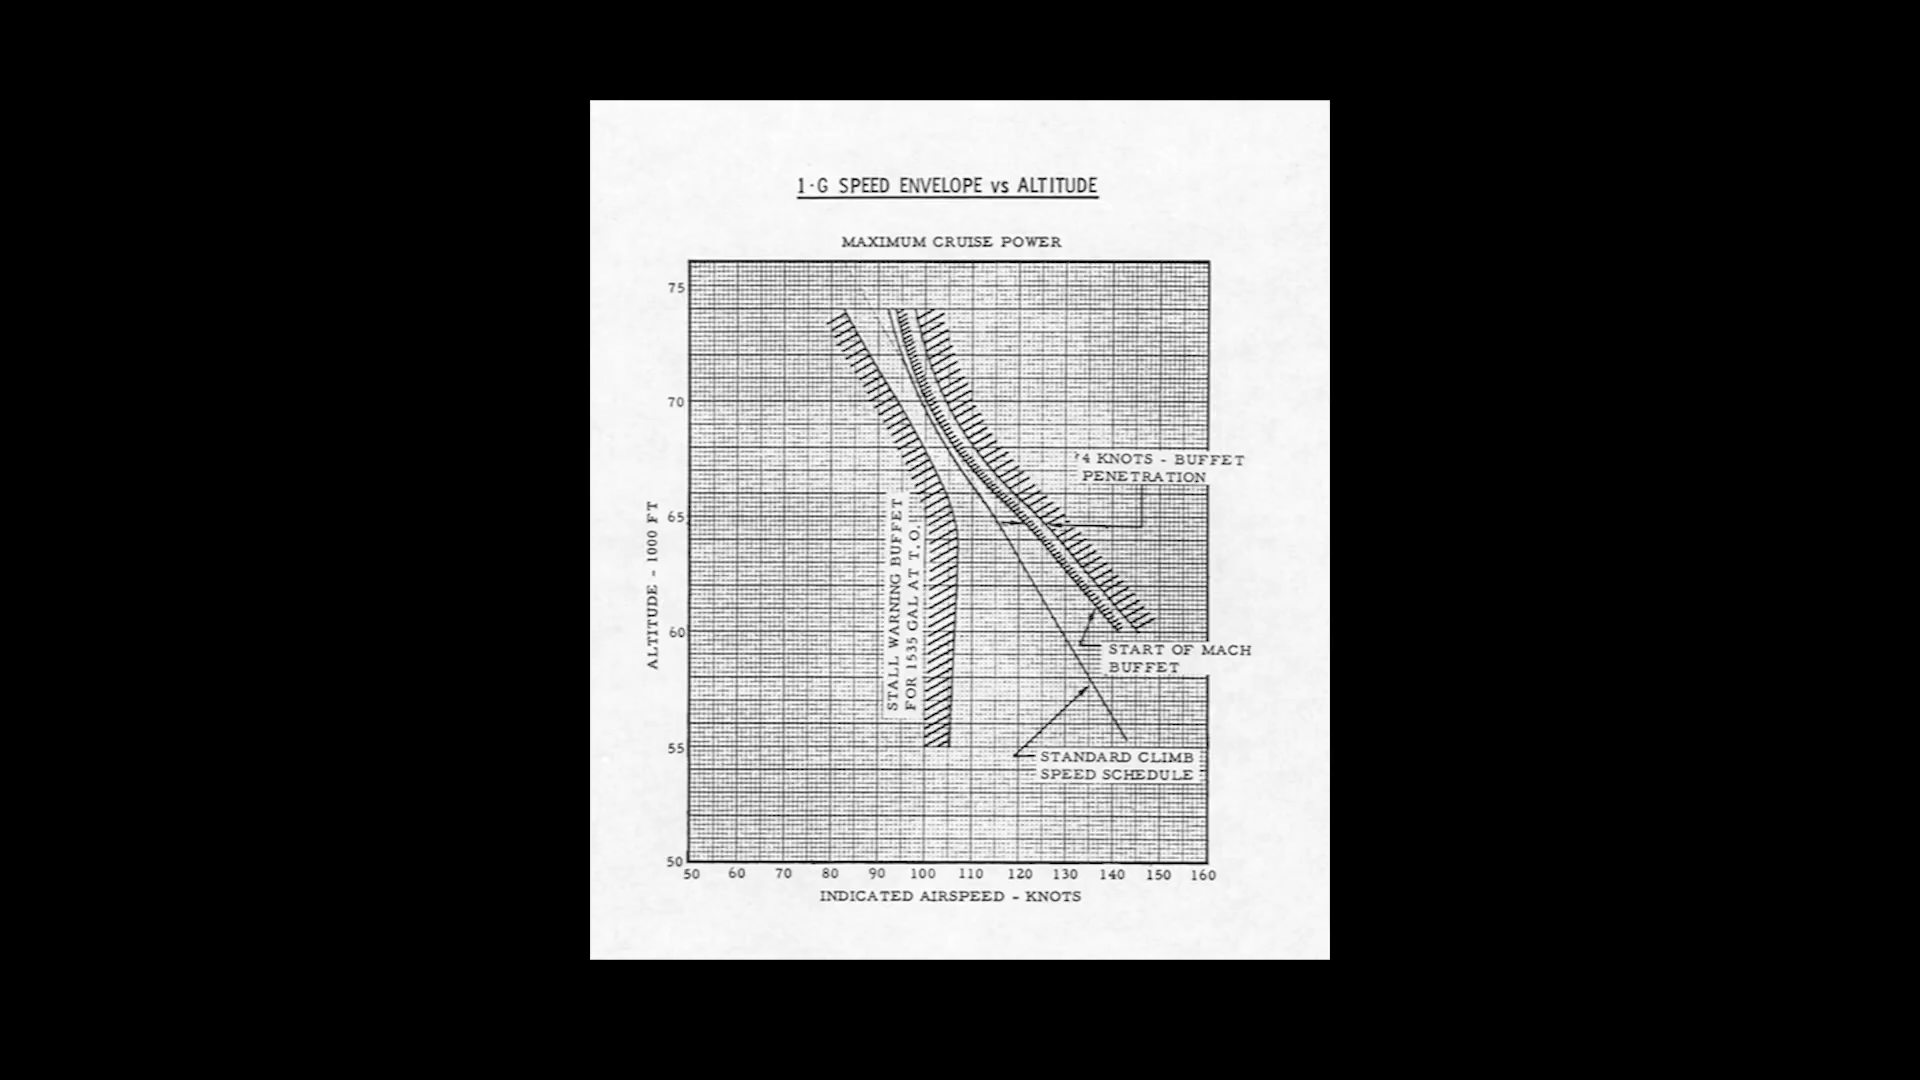 1-G SPEED ENVELOPE vs ALTITUDE
MAXIMUM CRUISE POWER
75
70
65
60
55
50
ALTITUDE - 1000 FT
STALL WARNING BUFFET
FOR 1535 GAL AT T.O.
4 KNOTS - BUFFET
PENETRATION
START OF MACH
BUFFET
STANDARD CLIMB
SPEED SCHEDULE
50 60 70 80 90 100 110 120 130 140 150 160
INDICATED AIRSPEED - KNOTS